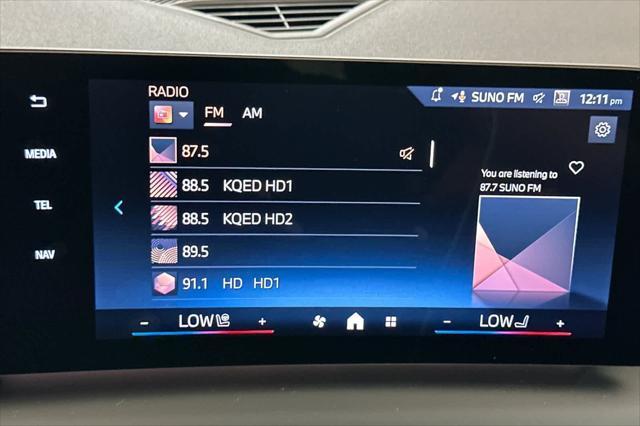 RADIO
SUNO FM 12:11 pm
FM AM
MEDIA
87.5
You are listening to
87.7 SUNO FM
88.5 KQED HD1
TEL
88.5 KQED HD2
NAV
89.5
91.1 HD HD1
- LOW + - LOW +